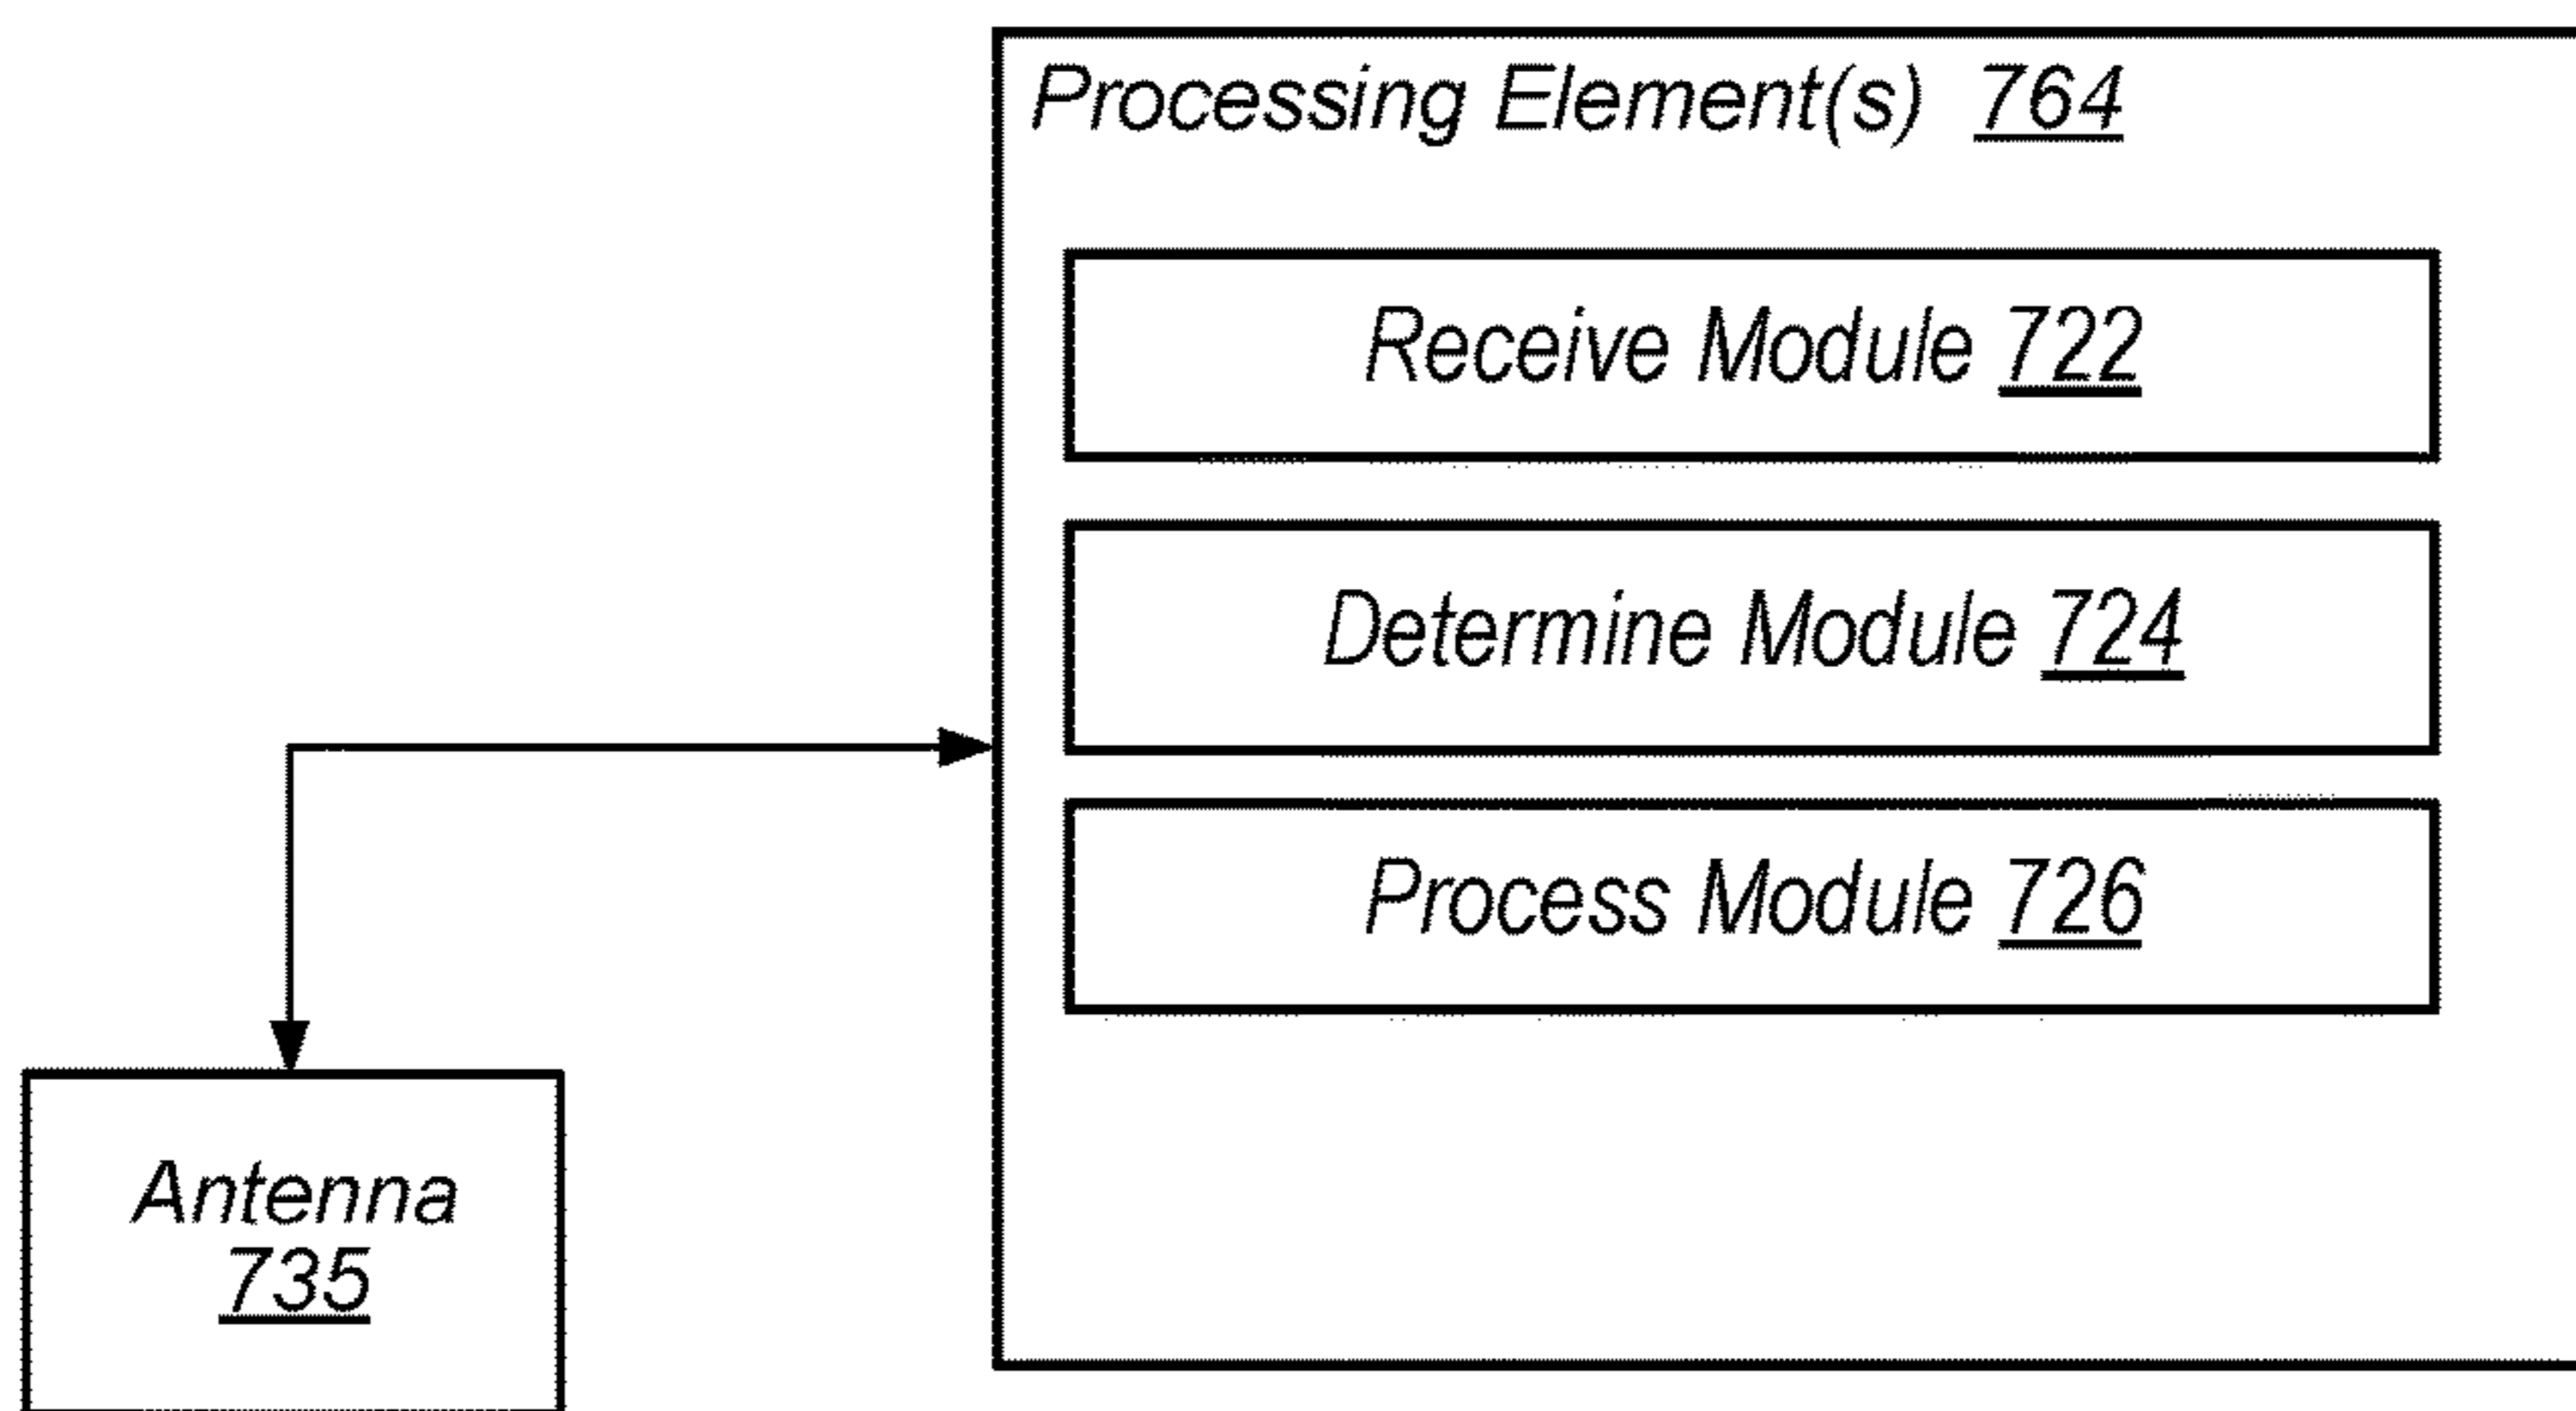 Processing Element(s) 764
Receive Module 722
Determine Module 724
Process Module 726
Antenna
735